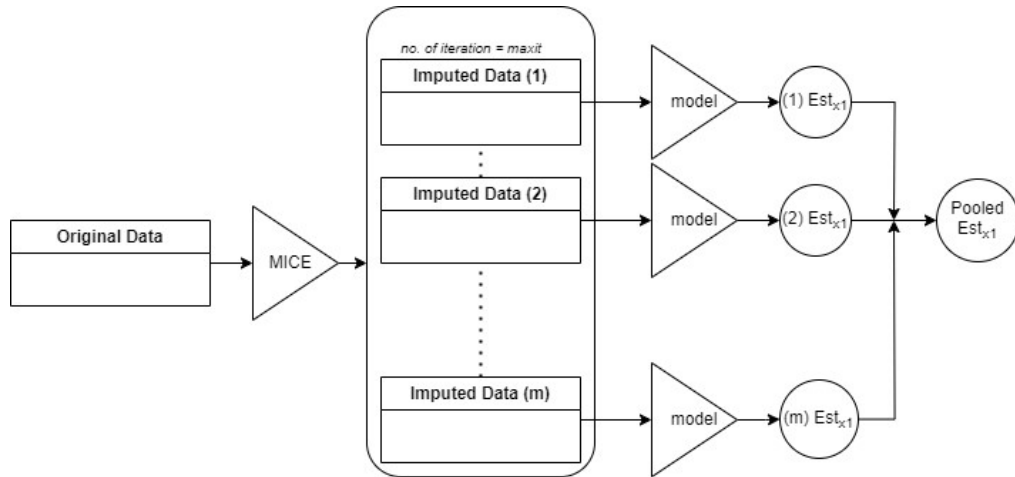 no. of iteration = maxit
Imputed Data (1)
model
(1) Estx1
Imputed Data (2)
model
(2) Estx1
Pooled
Estx1
Original Data
MICE
Imputed Data (m)
model
(m) Estx1